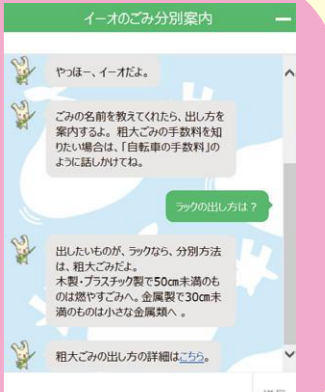 イーオのごみ分別案内
やっほー、イーオだよ。
ごみの名前を教えてくれたら、出し方を
案内するよ。粗大ごみの手数料を知
りたい場合は、「自転車の手数料」の
ように話しかけてね。
ラックの出し方は？
出したいものが、ラックなら、分別方法
は、粗大ごみだよ。
木製・プラスチック製で50cm未満のも
のは燃やすごみへ。金属製で30cm未
満のものは小さな金属類へ 。
粗大ごみの出し方の詳細はこちら。